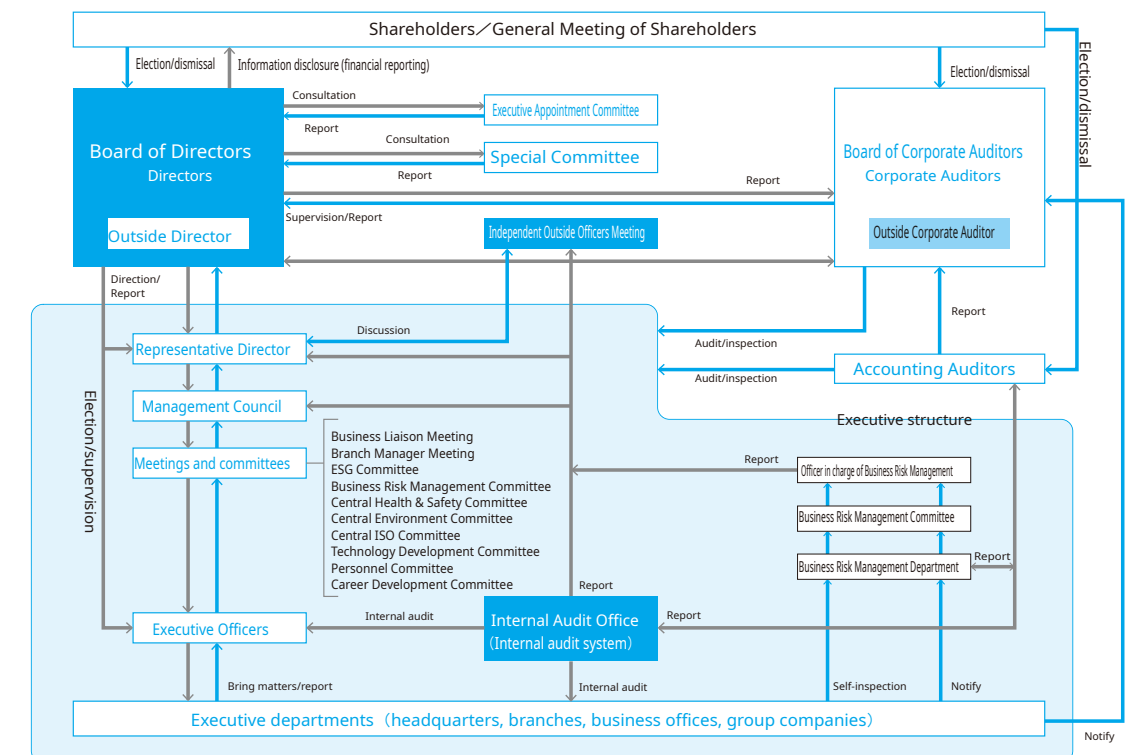 Shareholders／General Meeting of Shareholders
Election/dismissal
Information disclosure (financial reporting)
Election/dismissal
Election/dismissal
Board of Directors
Directors
Outside Director
Consultation
Report
Executive Appointment Committee
Consultation
Report
Special Committee
Report
Supervision/Report
Board of Corporate Auditors
Corporate Auditors
Outside Corporate Auditor
Independent Outside Officers Meeting
Direction/
Report
Discussion
Report
Audit/inspection
Audit/inspection
Accounting Auditors
Representative Director
Management Council
Meetings and committees
Election/supervision
Executive structure
Business Liaison Meeting
Branch Manager Meeting
ESG Committee
Business Risk Management Committee
Central Health & Safety Committee
Central Environment Committee
Central ISO Committee
Technology Development Committee
Personnel Committee
Career Development Committee
Report
Officer in charge of Business Risk Management
Business Risk Management Committee
Business Risk Management Department
Report
Report
Internal Audit Office
（Internal audit system）
Report
Internal audit
Executive Officers
Bring matters/report
Internal audit
Self-inspection
Notify
Executive departments（headquarters, branches, business offices, group companies）
Notify